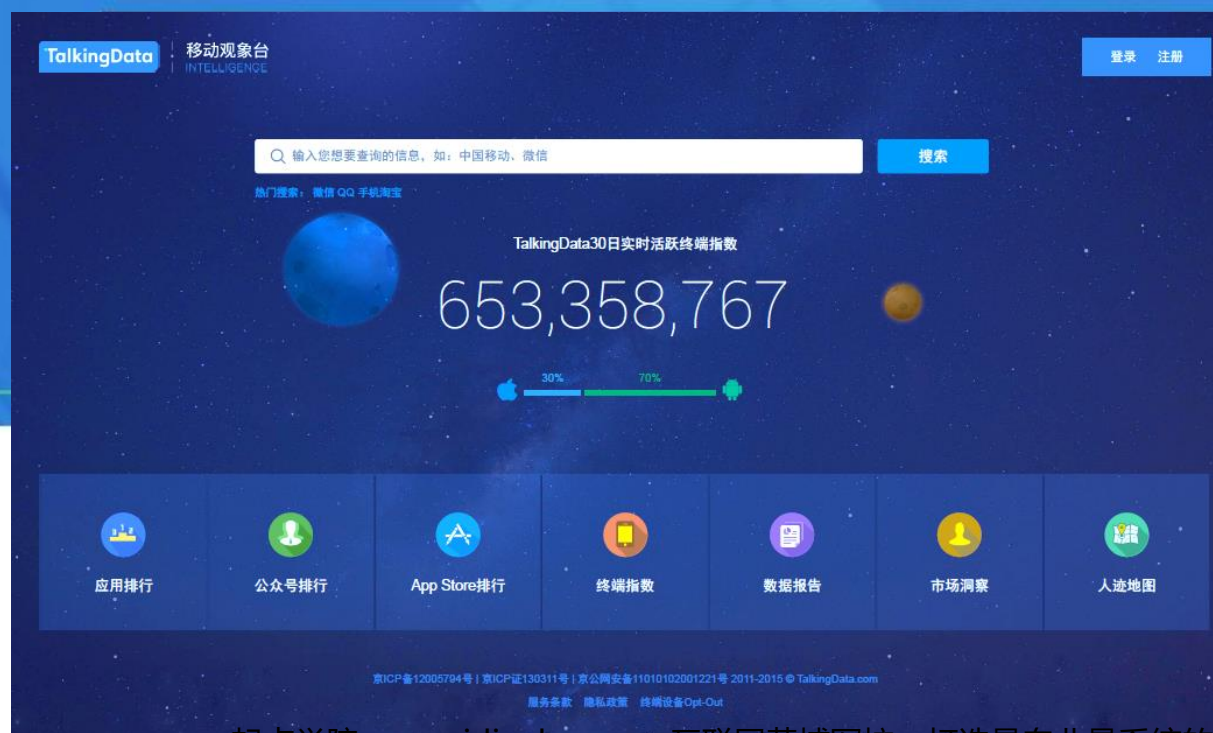 TalkingData 移动观象台
INTELLIGENCE
登录 注册
输入您想要查询的信息，如：中国移动、微信
搜索
热门搜索： 微信 QQ 手机淘宝
TalkingData30日实时活跃终端指数
653,358,767
30% 70%
应用排行 公众号排行 App Store排行 终端指数 数据报告 市场洞察 人迹地图
京ICP备12005794号 | 京ICP证130311号 | 京公网安备11010102001221号 2011-2015 © TalkingData.com
服务条款 隐私政策 终端设备Opt-Out